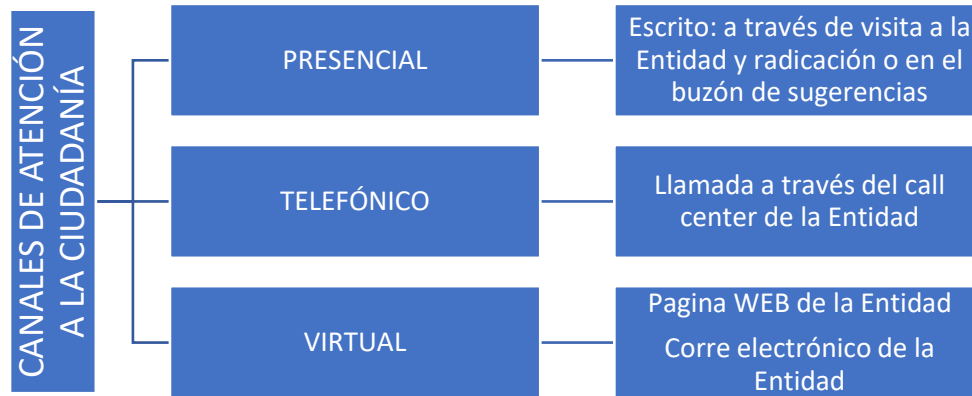 CANALES DE ATENCIÓN
A LA CIUDADANÍA
PRESENCIAL
Escrito: a través de visita a la
Entidad y radicación o en el
buzón de sugerencias
TELEFÓNICO
Llamada a través del call
center de la Entidad
VIRTUAL
Pagina WEB de la Entidad
Corre electrónico de la
Entidad